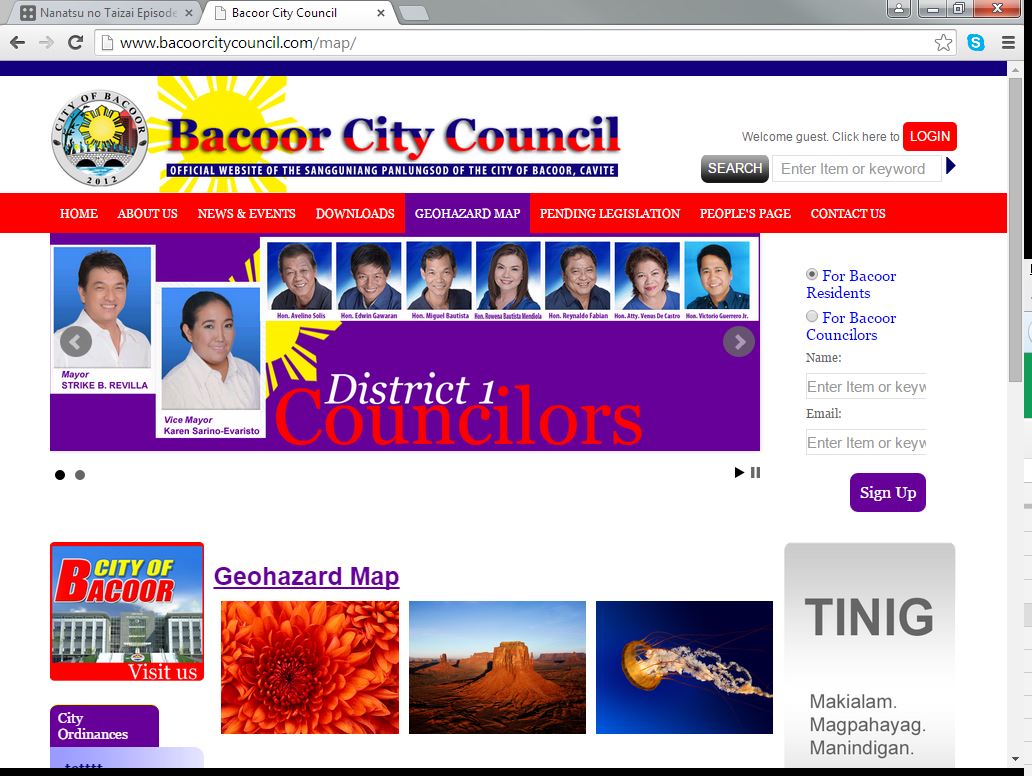 Nanatsu no Taizai Episode
Bacoor City Council
www.bacoorcitycouncil.com/map/
CITY OF BACOOR
2012
Bacoor City Council
OFFICIAL WEBSITE OF THE SANGGUNIANG PANLUNGSOD OF THE CITY OF BACOOR, CAVITE
Welcome guest. Click here to LOGIN
SEARCH Enter Item or keyword
HOME ABOUT US NEWS & EVENTS DOWNLOADS GEOHAZARD MAP PENDING LEGISLATION PEOPLE'S PAGE CONTACT US
Hon. Avelino Solis Hon. Edwin Gawaran Hon. Miguel Bautista Hon. Rowena Bautista Mendiola Hon. Reynaldo Fabian Hon. Atty. Venus De Castro Hon. Victorio Guerrero Jr.
Mayor
STRIKE B. REVILLA
Vice Mayor
Karen Sarino-Evaristo
District 1
Councilors
For Bacoor
Residents
For Bacoor
Councilors
Name:
Enter Item or keyw
Email:
Enter Item or keyw
Sign Up
CITY OF
BACOOR
Visit us
Geohazard Map
City
Ordinances
TINIG
Makialam.
Magpahayag.
Manindigan.